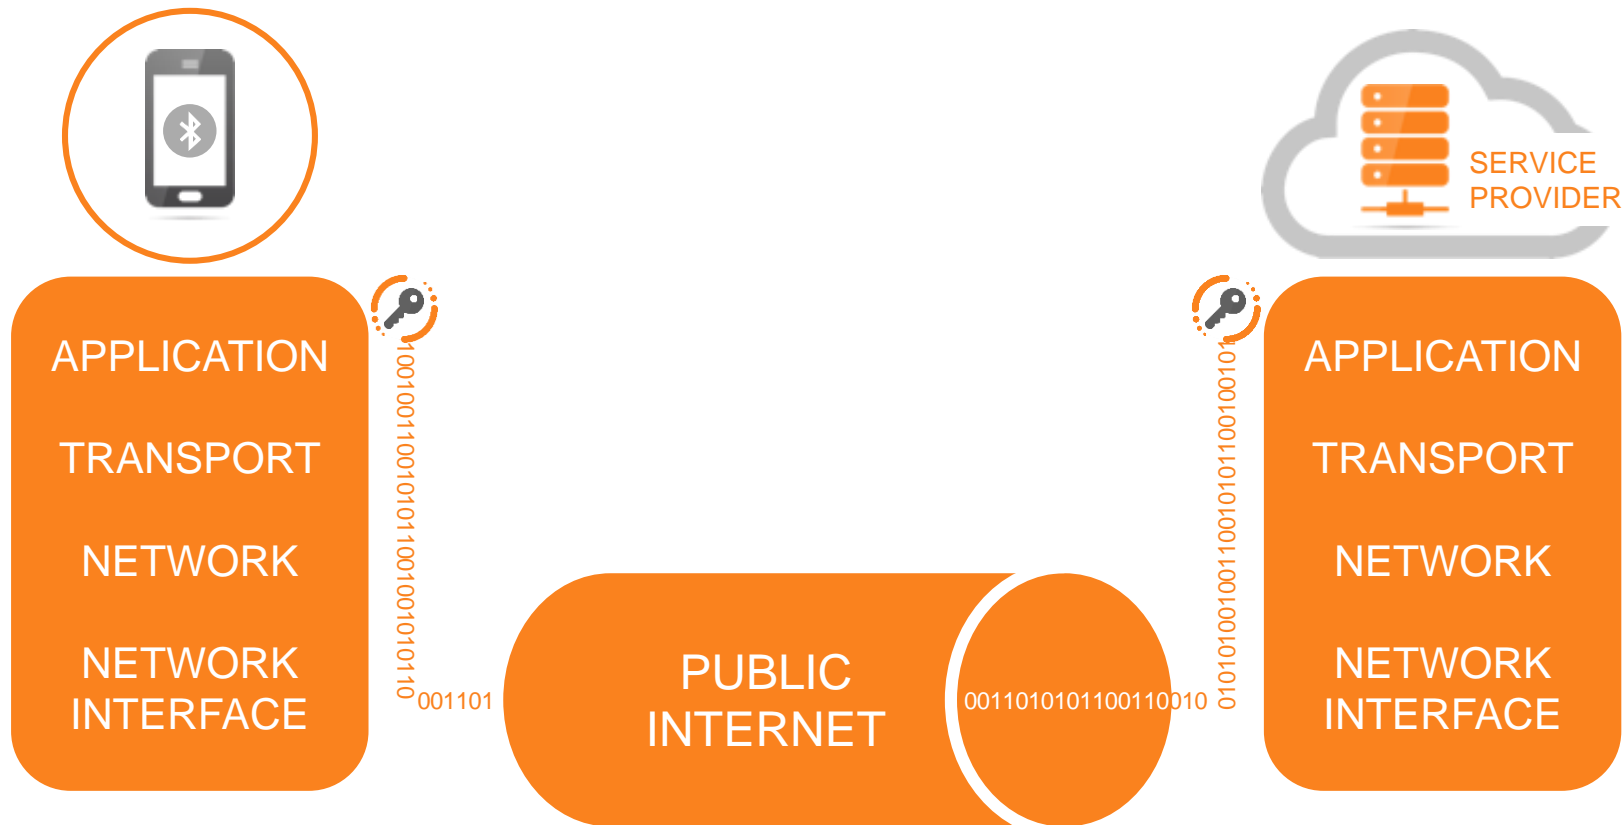 SERVICE
PROVIDER
APPLICATION
TRANSPORT
NETWORK
NETWORK
INTERFACE
001101
PUBLIC
INTERNET
0011010101100110010
APPLICATION
TRANSPORT
NETWORK
NETWORK
INTERFACE